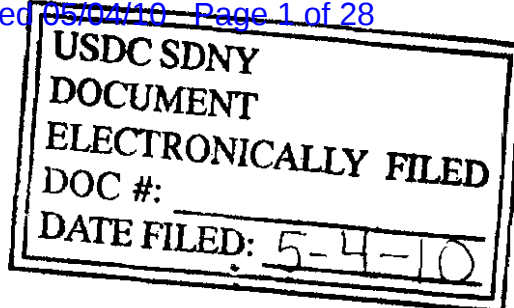 ed 05/04/10 Page 1 of 28
USDC SDNY
DOCUMENT
ELECTRONICALLY FILED
DOC #:
DATE FILED: 5-4-10